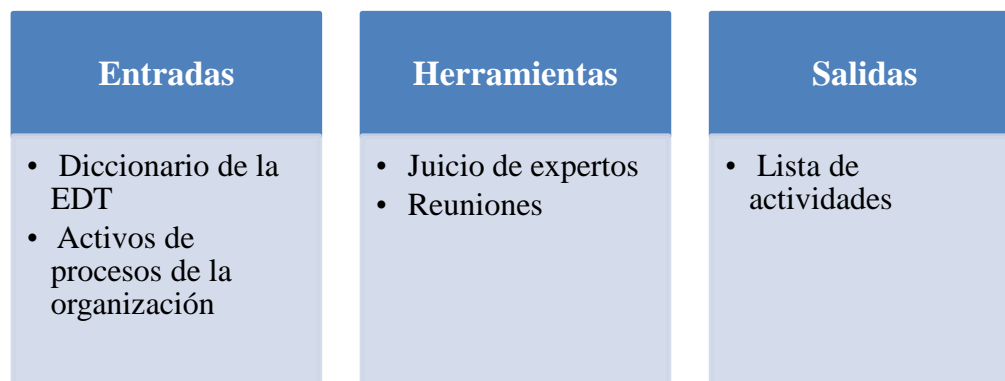 Entradas
• Diccionario de la
EDT
• Activos de
procesos de la
organización
Herramientas
• Juicio de expertos
• Reuniones
Salidas
• Lista de
actividades